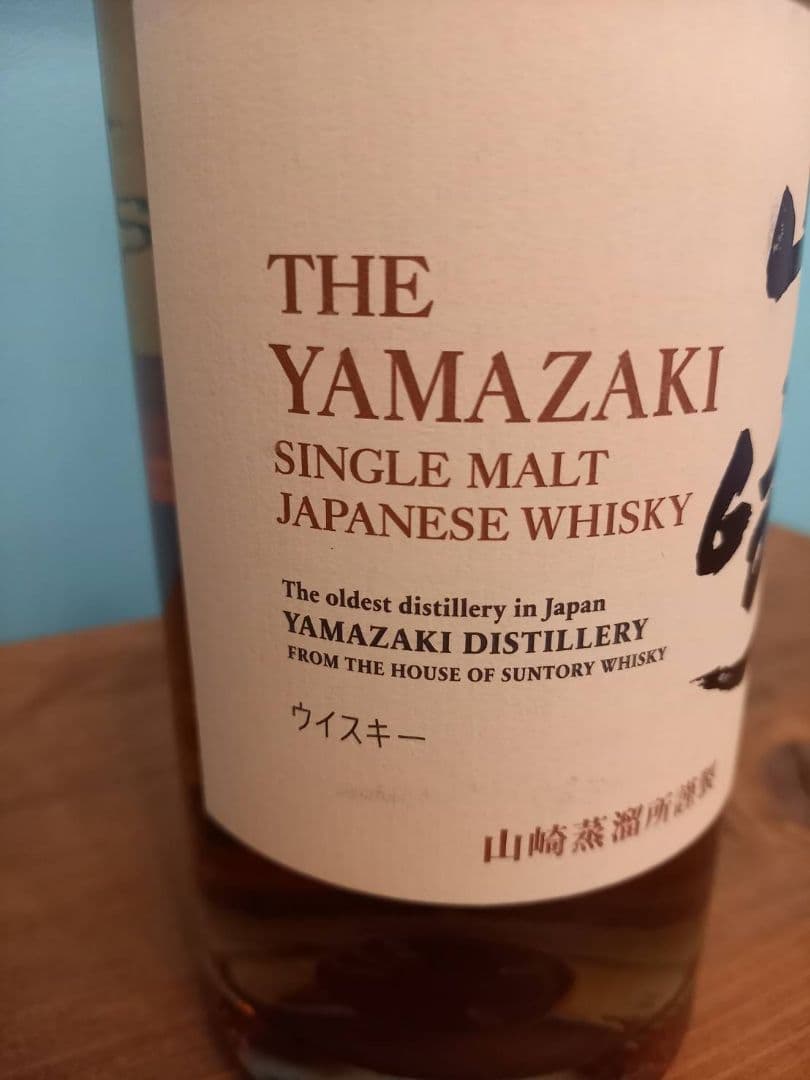 THE
YAMAZAKI
SINGLE MALT
JAPANESE WHISKY
The oldest distillery in Japan
YAMAZAKI DISTILLERY
FROM THE HOUSE OF SUNTORY WHISKY
ウイスキー
山崎蒸溜所謹製